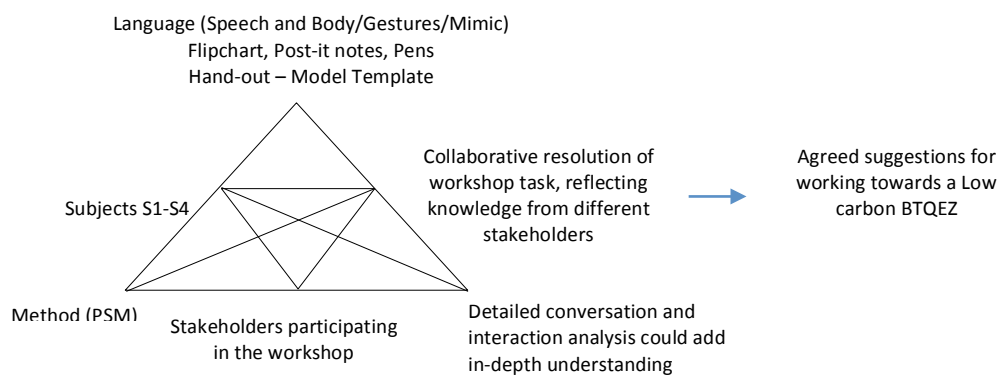 Language (Speech and Body/Gestures/Mimic)
Flipchart, Post-it notes, Pens
Hand-out – Model Template
Subjects S1-S4
Collaborative resolution of
workshop task, reflecting
knowledge from different
stakeholders
Agreed suggestions for
working towards a Low
carbon BTQEZ
Method (PSM)
Stakeholders participating
in the workshop
Detailed conversation and
interaction analysis could add
in-depth understanding